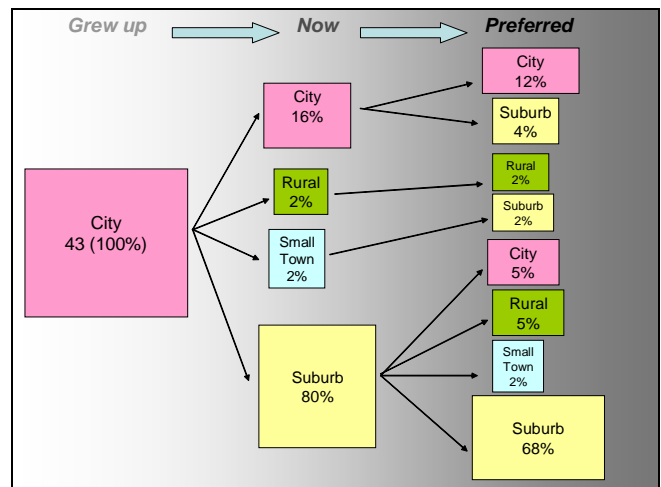 Grew up
Now
Preferred
City
43 (100%)
City
16%
Rural
2%
Small
Town
2%
Suburb
80%
City
12%
Suburb
4%
Rural
2%
Suburb
2%
City
5%
Rural
5%
Small
Town
2%
Suburb
68%